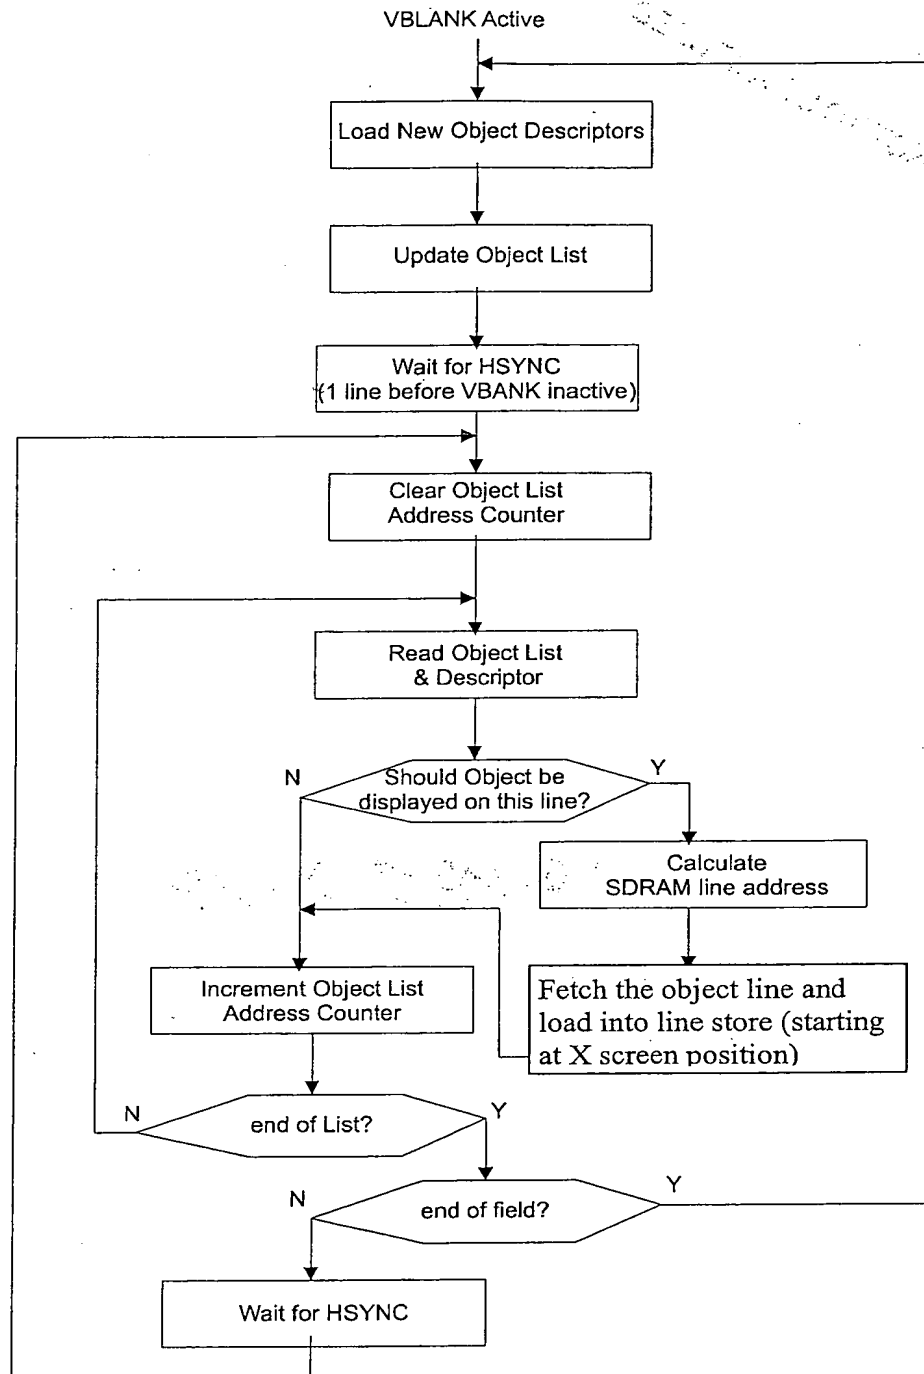 VBLANK Active
Load New Object Descriptors
Update Object List
Wait for HSYNC
(1 line before VBANK inactive)
Clear Object List
Address Counter
Read Object List
& Descriptor
N
Should Object be
displayed on this line?
Y
Calculate
SDRAM line address
Increment Object List
Address Counter
Fetch the object line and
load into line store (starting
at X screen position)
N
end of List?
Y
N
end of field?
Y
Wait for HSYNC